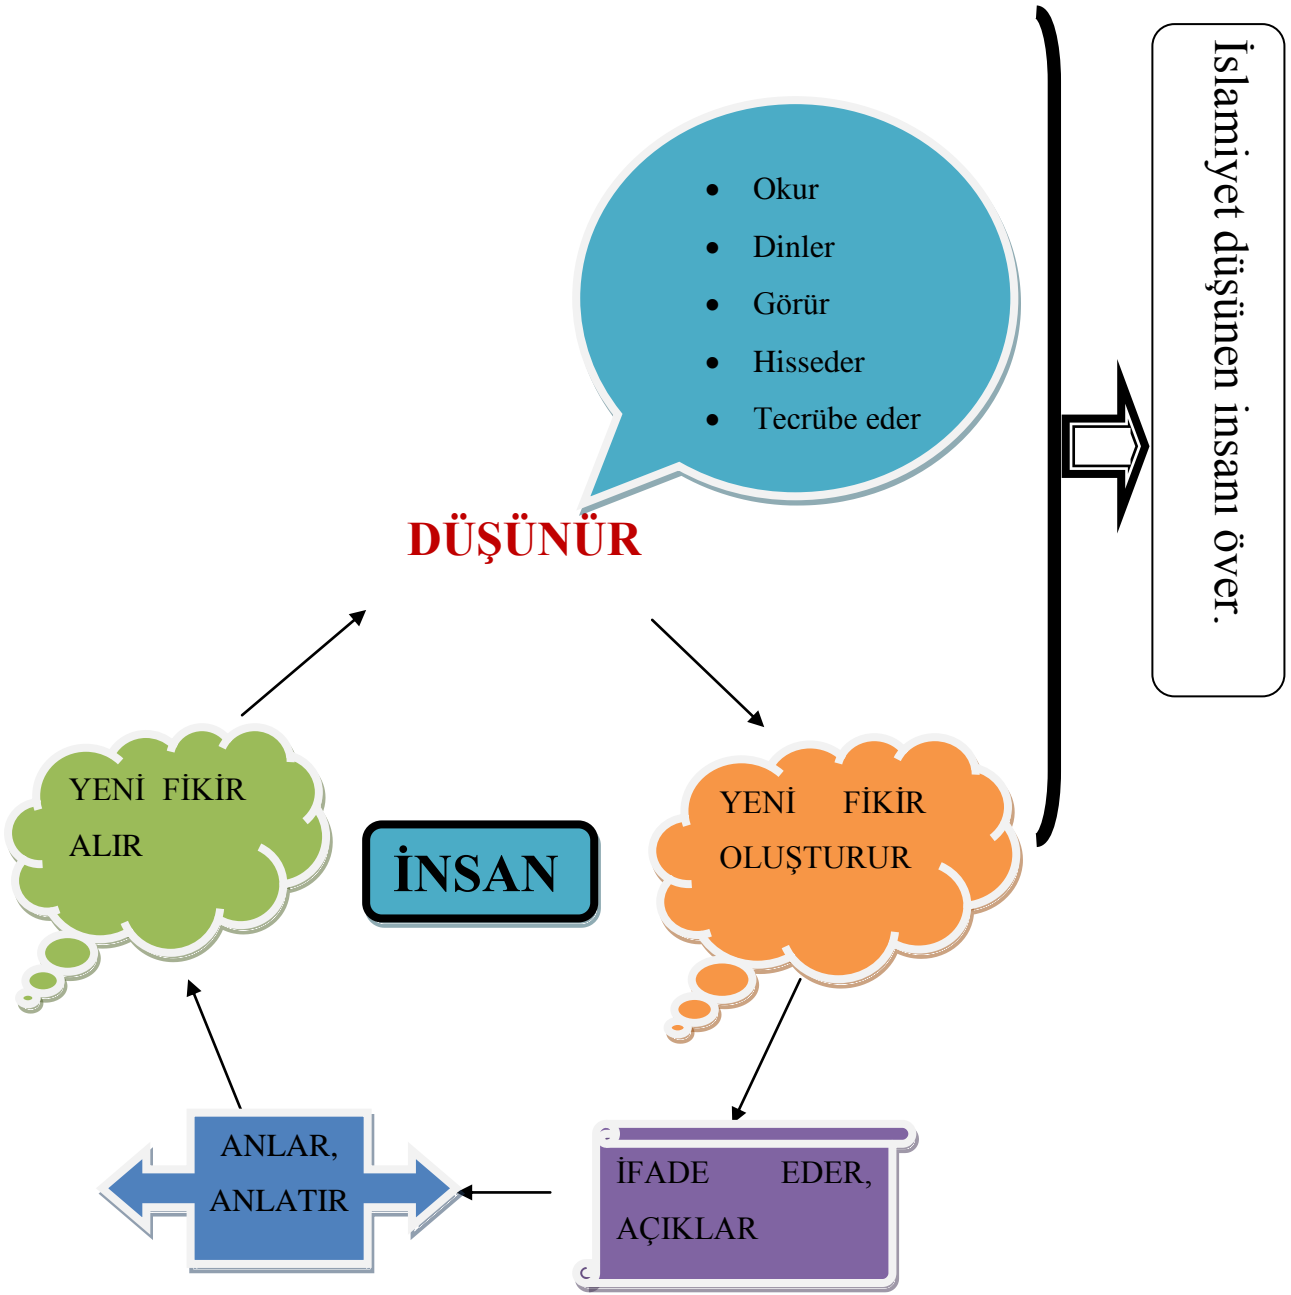 • Okur
• Dinler
• Görür
• Hisseder
• Tecrübe eder
İslamiyet düşünen insanı över.
DÜŞÜNÜR
YENİ FİKİR
ALIR
İNSAN
YENİ FİKİR
OLUŞTURUR
ANLAR,
ANLATIR
İFADE EDER,
AÇIKLAR